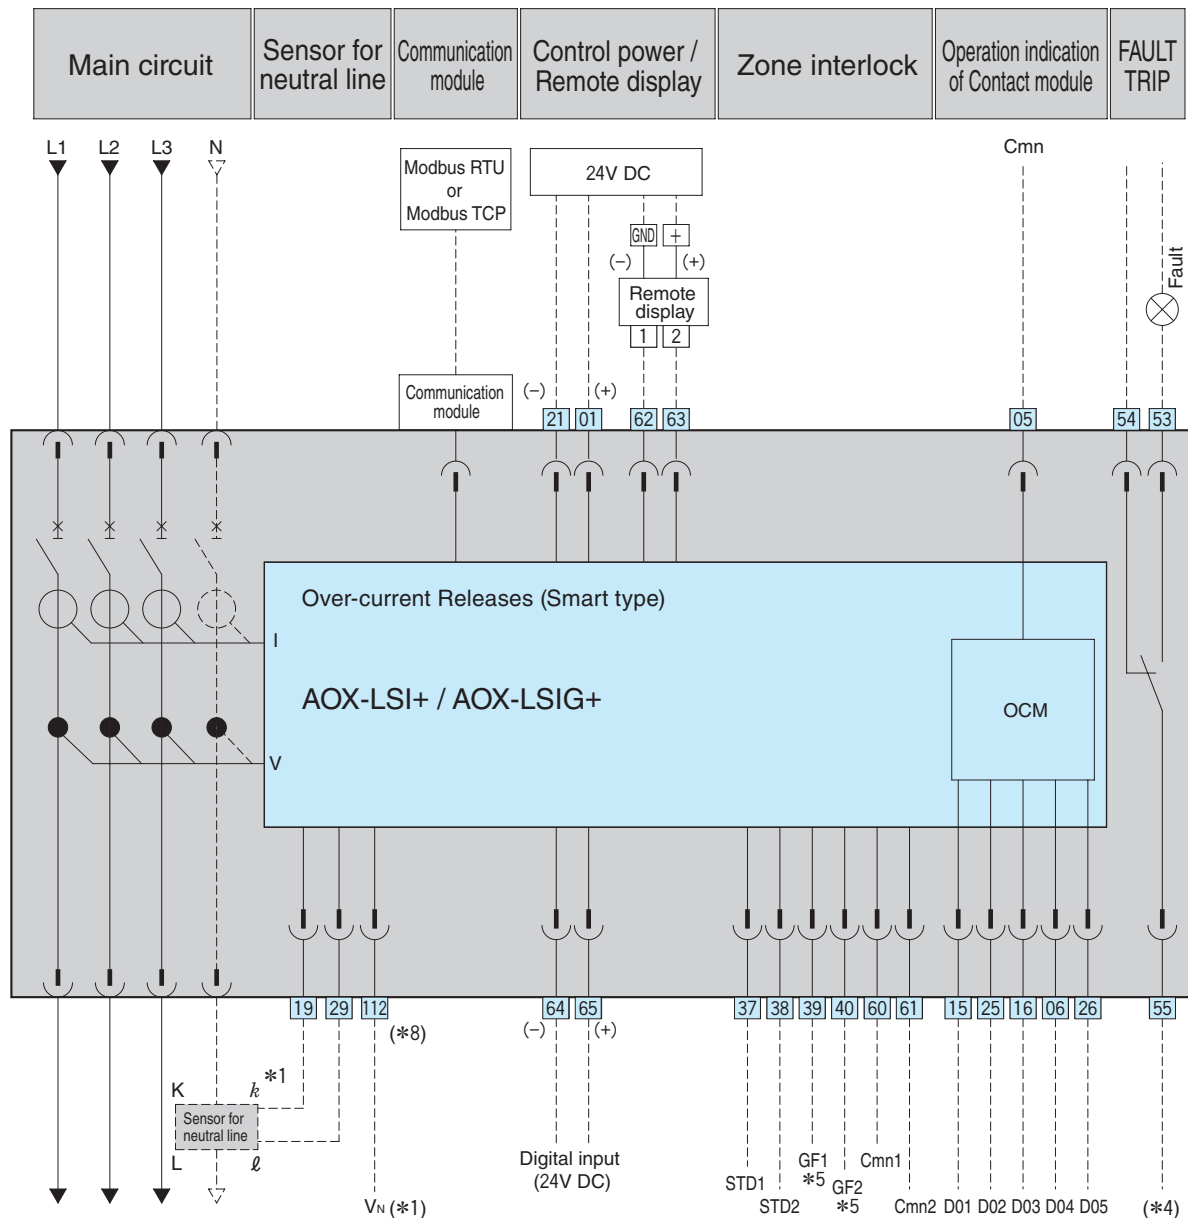 Main circuit
Sensor for
neutral line
Communication
module
Control power /
Remote display
Zone interlock
Operation indication
of Contact module
FAULT
TRIP
L1 L2 L3 N
Modbus RTU
or
Modbus TCP
24V DC
Cmn
GND +
(−) (+)
Remote
display
1 2
Fault
Communication
module
(−) (+)
21 01 62 63 05 54 53
Over-current Releases (Smart type)
I
AOX-LSI+ / AOX-LSIG+
OCM
V
19 29 112 64 65 37 38 39 40 60 61 15 25 16 06 26 55
(*8)
(−) (+)
K k *1
Sensor for
neutral line
L ℓ
VN (*1)
Digital input
(24V DC)
STD1
STD2
GF1
*5
GF2
*5
Cmn1
Cmn2 D01 D02 D03 D04 D05
(*4)